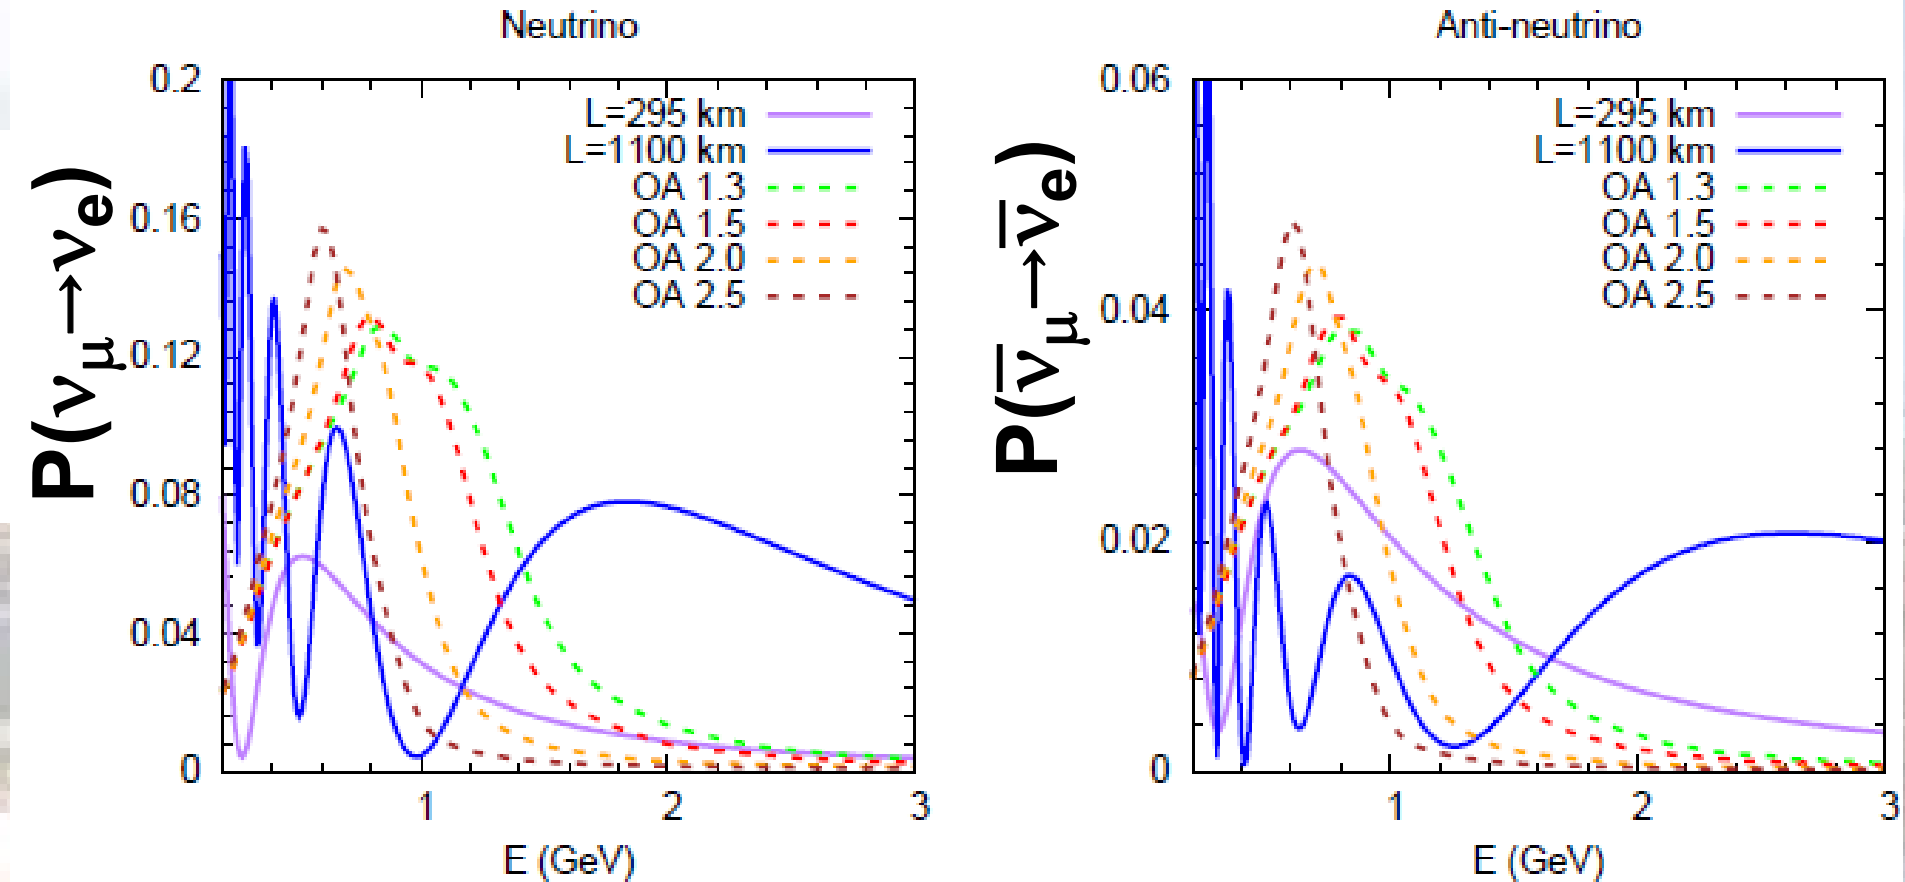 Neutrino
P(νμ→νe)
0.2
0.16
0.12
0.08
0.04
0
L=295 km
L=1100 km
OA 1.3
OA 1.5
OA 2.0
OA 2.5
1
2
3
E (GeV)
Anti-neutrino
P(ν̅μ→ν̅e)
0.06
0.04
0.02
0
L=295 km
L=1100 km
OA 1.3
OA 1.5
OA 2.0
OA 2.5
1
2
3
E (GeV)